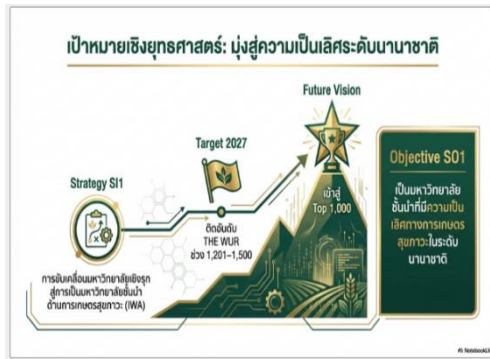 เป้าหมายเชิงยุทธศาสตร์: มุ่งสู่ความเป็นเลิศระดับนานาชาติ
Future Vision
Target 2027
Strategy SI1
ติดอันดับ
THE WUR
ช่วง 1,201-1,500
เข้าสู่
Top 1,000
การขับเคลื่อนมหาวิทยาลัยเชิงรุก
สู่การเป็นมหาวิทยาลัยชั้นนำ
ด้านการเกษตรสุขภาวะ (IWA)
Objective SO1
เป็นมหาวิทยาลัย
ชั้นนำที่มีความเป็น
เลิศทางการเกษตร
สุขภาวะในระดับ
นานาชาติ